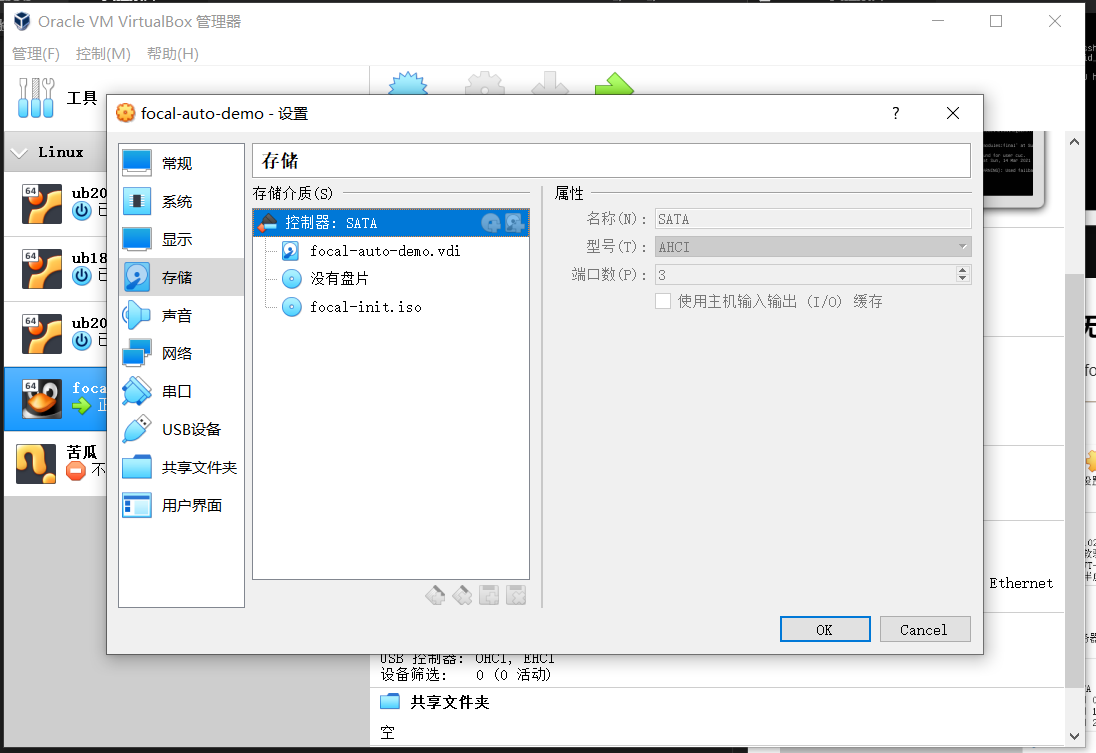 Oracle VM VirtualBox 管理器
管理(F) 控制(M) 帮助(H)
工具
Linux
64 ub20
64 ub18
64 ub20
64 foca
苦瓜
不
focal-auto-demo - 设置
?
常规
系统
显示
存储
声音
网络
串口
USB设备
共享文件夹
用户界面
存储
存储介质(S)
控制器: SATA
focal-auto-demo.vdi
没有盘片
focal-init.iso
属性
名称(N): SATA
型号(T): AHCI
端口数(P): 3
使用主机输入输出 (I/O) 缓存
OK Cancel
Ethernet
USB 控制器: OHCI, EHCI
设备筛选: 0 (0 活动)
共享文件夹
空